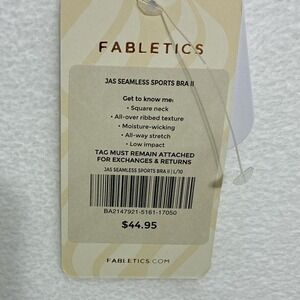 FABLETICS
JAS SEAMLESS SPORTS BRA II
Get to know me:
• Square neck
• All-over ribbed texture
• Moisture-wicking
• All-way stretch
• Low impact
TAG MUST REMAIN ATTACHED
FOR EXCHANGES & RETURNS
JAS SEAMLESS SPORTS BRA II | L/10
BA2147921-5161-17050
$44.95
FABLETICS.COM